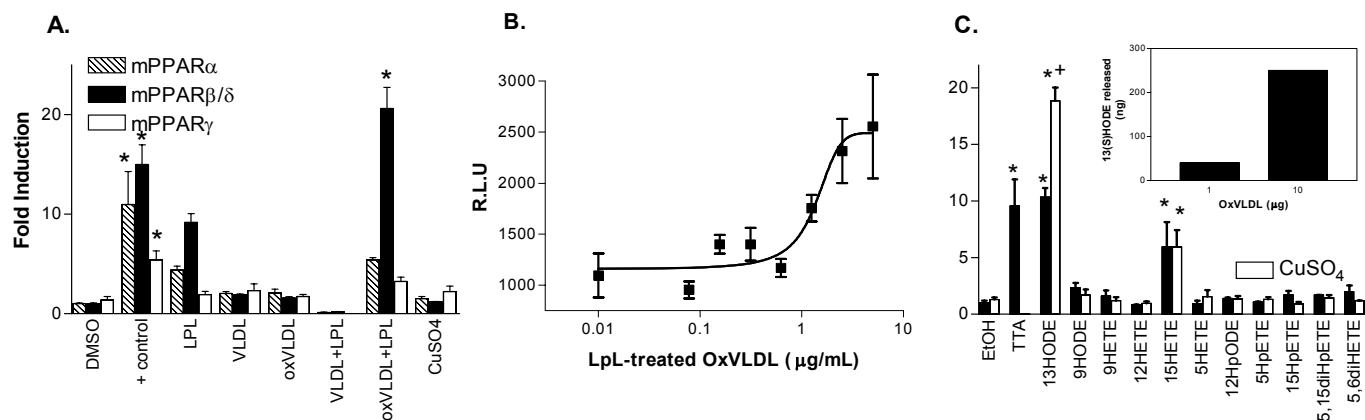 A.
mPPARα
mPPARβ/δ
mPPARγ
Fold Induction
20
10
0
*
*
*
*
DMSO
+ control
LPL
VLDL
oxVLDL
VLDL+LPL
oxVLDL+LPL
CuSO4
B.
R.L.U
3000
2500
2000
1500
1000
0.01
0.1
1
10
LpL-treated OxVLDL ( μg/mL)
C.
20
15
10
5
0
*
*
*+
*
*
EtOH
TTA
13HODE
9HODE
9HETE
12HETE
15HETE
5HETE
12HpODE
5HpETE
15HpETE
5,15diHpETE
5,6diHETE
CuSO4
13(S)HODE released
(ng)
300
200
100
0
1
10
OxVLDL (μg)